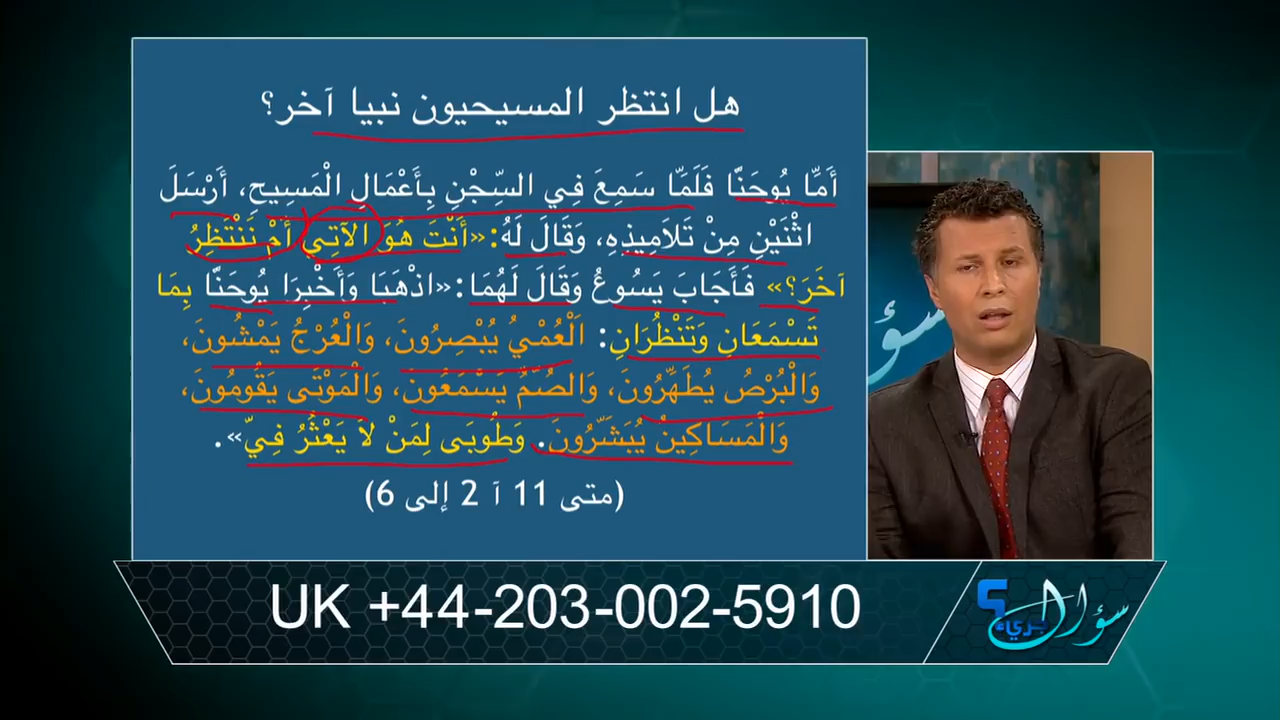 هل انتظر المسيحيون نبيا آخر؟
أَمَّا يُوحَنَّا فَلَمَّا سَمِعَ فِي السِّجْنِ بِأَعْمَالِ الْمَسِيحِ، أَرْسَلَ
اثْنَيْنِ مِنْ تَلاَمِيذِهِ، وَقَالَ لَهُ:«أَنْتَ هُوَ الآتِي أَمْ نَنْتَظِرُ
آخَرَ؟» فَأَجَابَ يَسُوعُ وَقَالَ لَهُمَا:«اذْهَبَا وَأَخْبِرَا يُوحَنَّا بِمَا
تَسْمَعَانِ وَتَنْظُرَانِ: اَلْعُمْيُ يُبْصِرُونَ، وَالْعُرْجُ يَمْشُونَ،
وَالْبُرْصُ يُطَهَّرُونَ، وَالصُّمُّ يَسْمَعُونَ، وَالْمَوْتَى يَقُومُونَ،
وَالْمَسَاكِينُ يُبَشَّرُونَ. وَطُوبَى لِمَنْ لاَ يَعْثُرُ فِيَّ».
(متى 11 آ 2 إلى 6)
سؤ
UK +44-203-002-5910
سؤال جريء